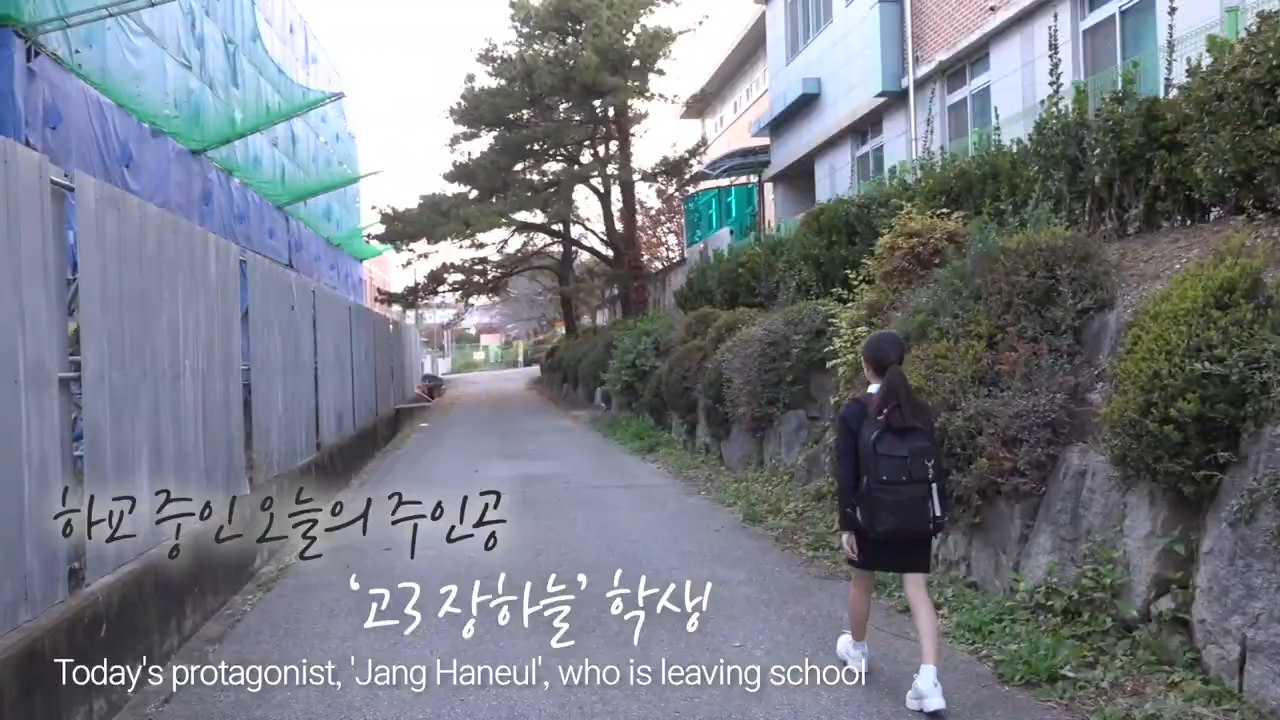 하교 중인 오늘의 주인공
‘고3 장하늘’ 학생
Today's protagonist, 'Jang Haneul', who is leaving school